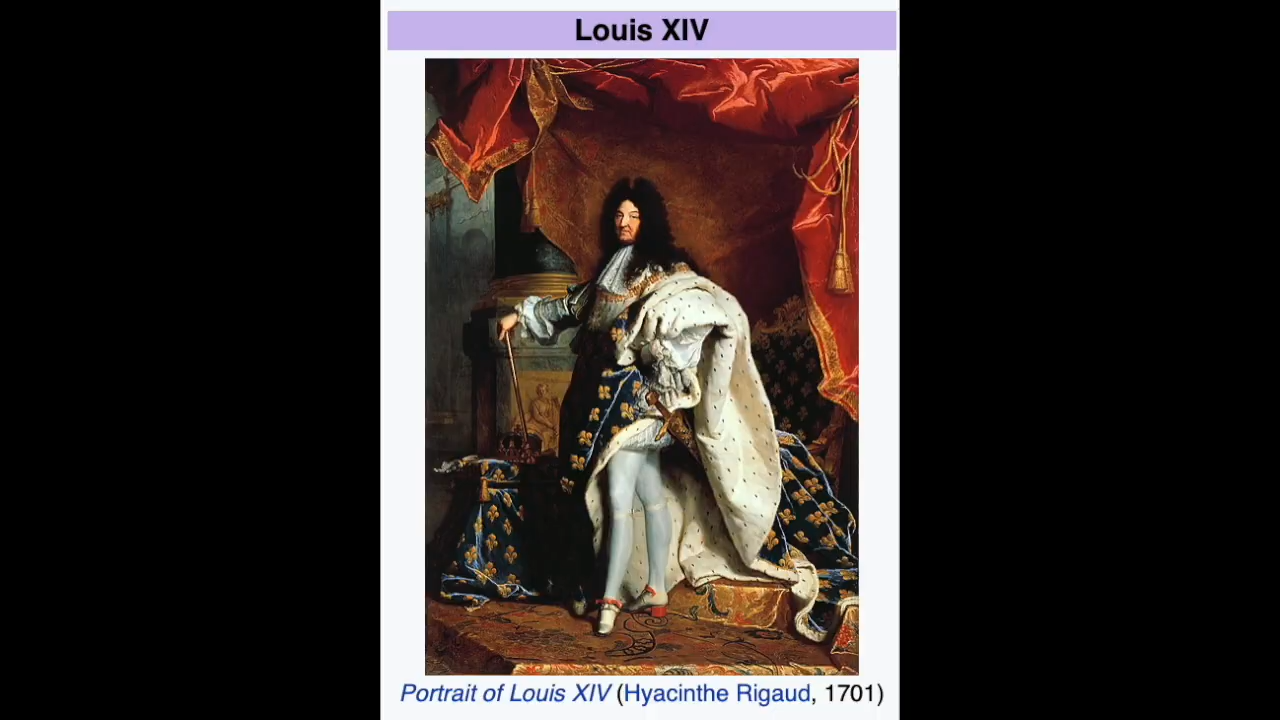 Louis XIV
Portrait of Louis XIV (Hyacinthe Rigaud, 1701)